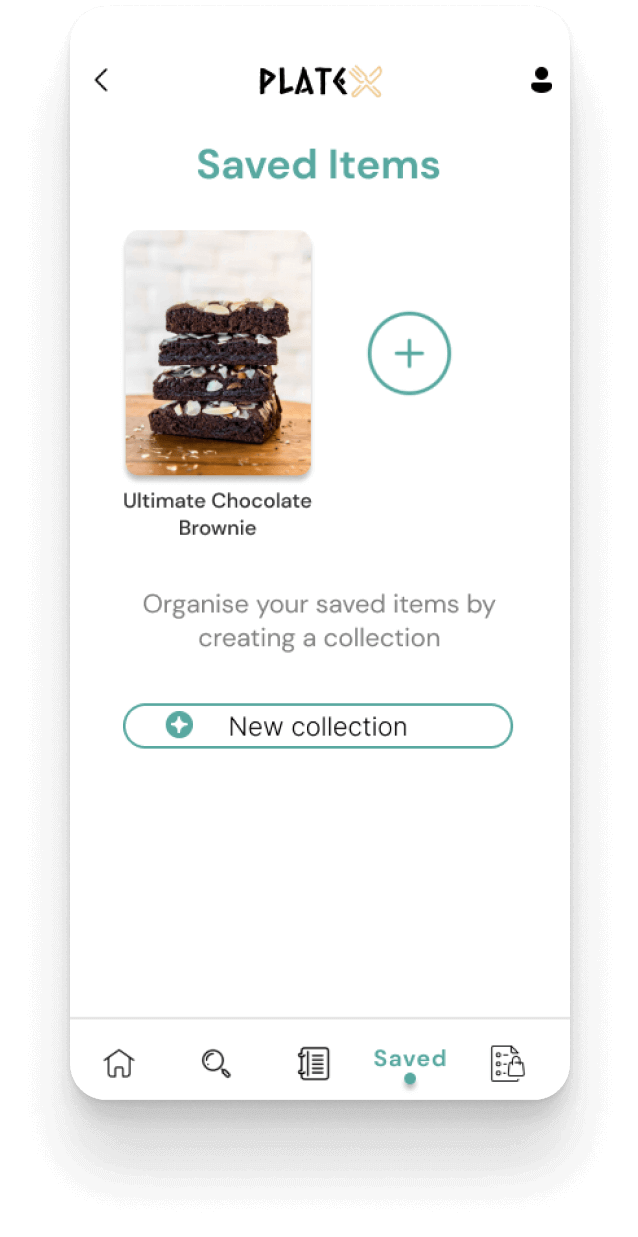 PLATE
Saved Items
Ultimate Chocolate
Brownie
Organise your saved items by
creating a collection
New collection
Saved